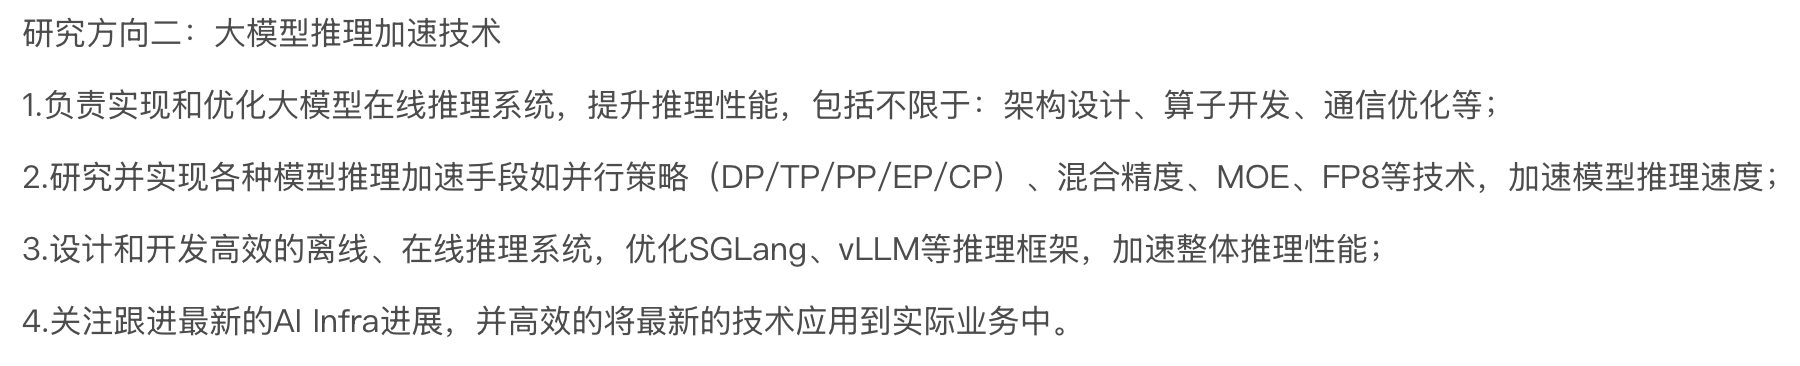 研究方向二：大模型推理加速技术
1.负责实现和优化大模型在线推理系统，提升推理性能，包括不限于：架构设计、算子开发、通信优化等；
2.研究并实现各种模型推理加速手段如并行策略（DP/TP/PP/EP/CP）、混合精度、MOE、FP8等技术，加速模型推理速度；
3.设计和开发高效的离线、在线推理系统，优化SGLang、vLLM等推理框架，加速整体推理性能；
4.关注跟进最新的AI Infra进展，并高效的将最新的技术应用到实际业务中。